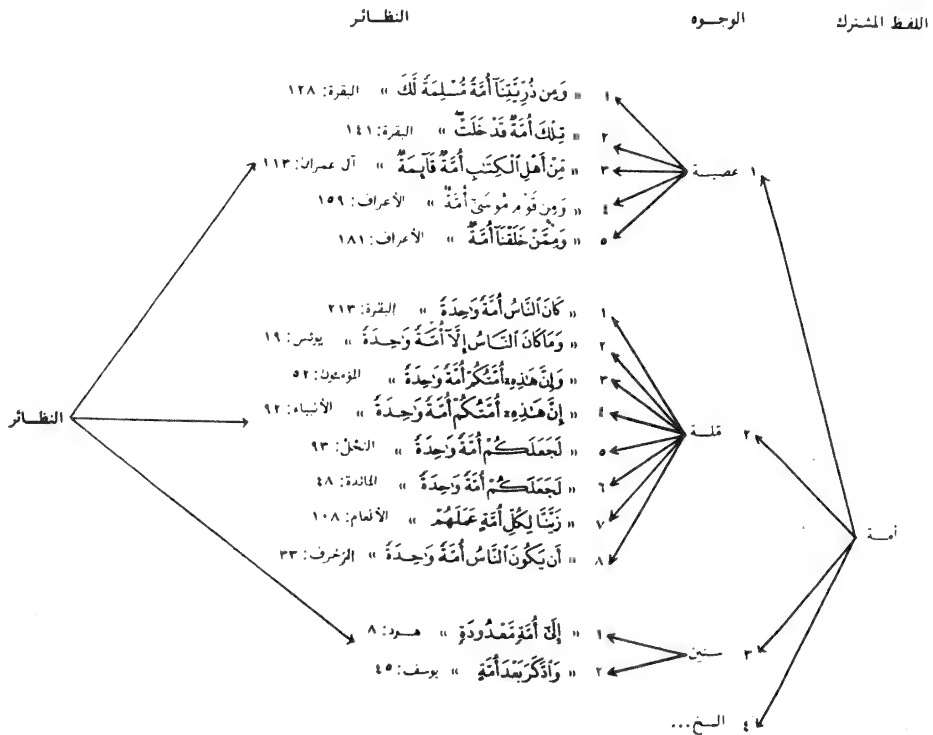 اللفظ المشترك الوجوه النظائر
١ « وَمِن ذُرِّيَّتِنَآ أُمَّةً مُّسْلِمَةً لَّكَ » البقرة: ١٢٨
٢ « تِلْكَ أُمَّةٌ قَدْ خَلَتْ » البقرة: ١٤١
١ عصبة ٣ « مِّنْ أَهْلِ ٱلْكِتَٰبِ أُمَّةٌ قَآئِمَةٌ » آل عمران: ١١٣
٤ « وَمِن قَوْمِ مُوسَىٰٓ أُمَّةٌ » الأعراف: ١٥٩
٥ « وَمِمَّنْ خَلَقْنَآ أُمَّةٌ » الأعراف: ١٨١
١ « كَانَ ٱلنَّاسُ أُمَّةً وَٰحِدَةً » البقرة: ٢١٣
٢ « وَمَا كَانَ ٱلنَّاسُ إِلَّآ أُمَّةً وَٰحِدَةً » يونس: ١٩
٣ « وَإِنَّ هَٰذِهِۦٓ أُمَّتُكُمْ أُمَّةً وَٰحِدَةً » المؤمنون: ٥٢
٤ « إِنَّ هَٰذِهِۦٓ أُمَّتُكُمْ أُمَّةً وَٰحِدَةً » الأنبياء: ٩٢
النظائر
٢ مّلة
٥ « لَجَعَلَكُمْ أُمَّةً وَٰحِدَةً » النحل: ٩٣
٦ « لَجَعَلَكُمْ أُمَّةً وَٰحِدَةً » المائدة: ٤٨
٧ « زَيَّنَّا لِكُلِّ أُمَّةٍ عَمَلَهُمْ » الأنعام: ١٠٨
أمة
٨ « أَن يَكُونَ ٱلنَّاسُ أُمَّةً وَٰحِدَةً » الزخرف: ٣٣
١ « إِلَىٰٓ أُمَّةٍ مَّعْدُودَةٍ » هود: ٨
٣ سنين
٢ « وَٱدَّكَرَ بَعْدَ أُمَّةٍ » يوسف: ٤٥
٤ الخ...